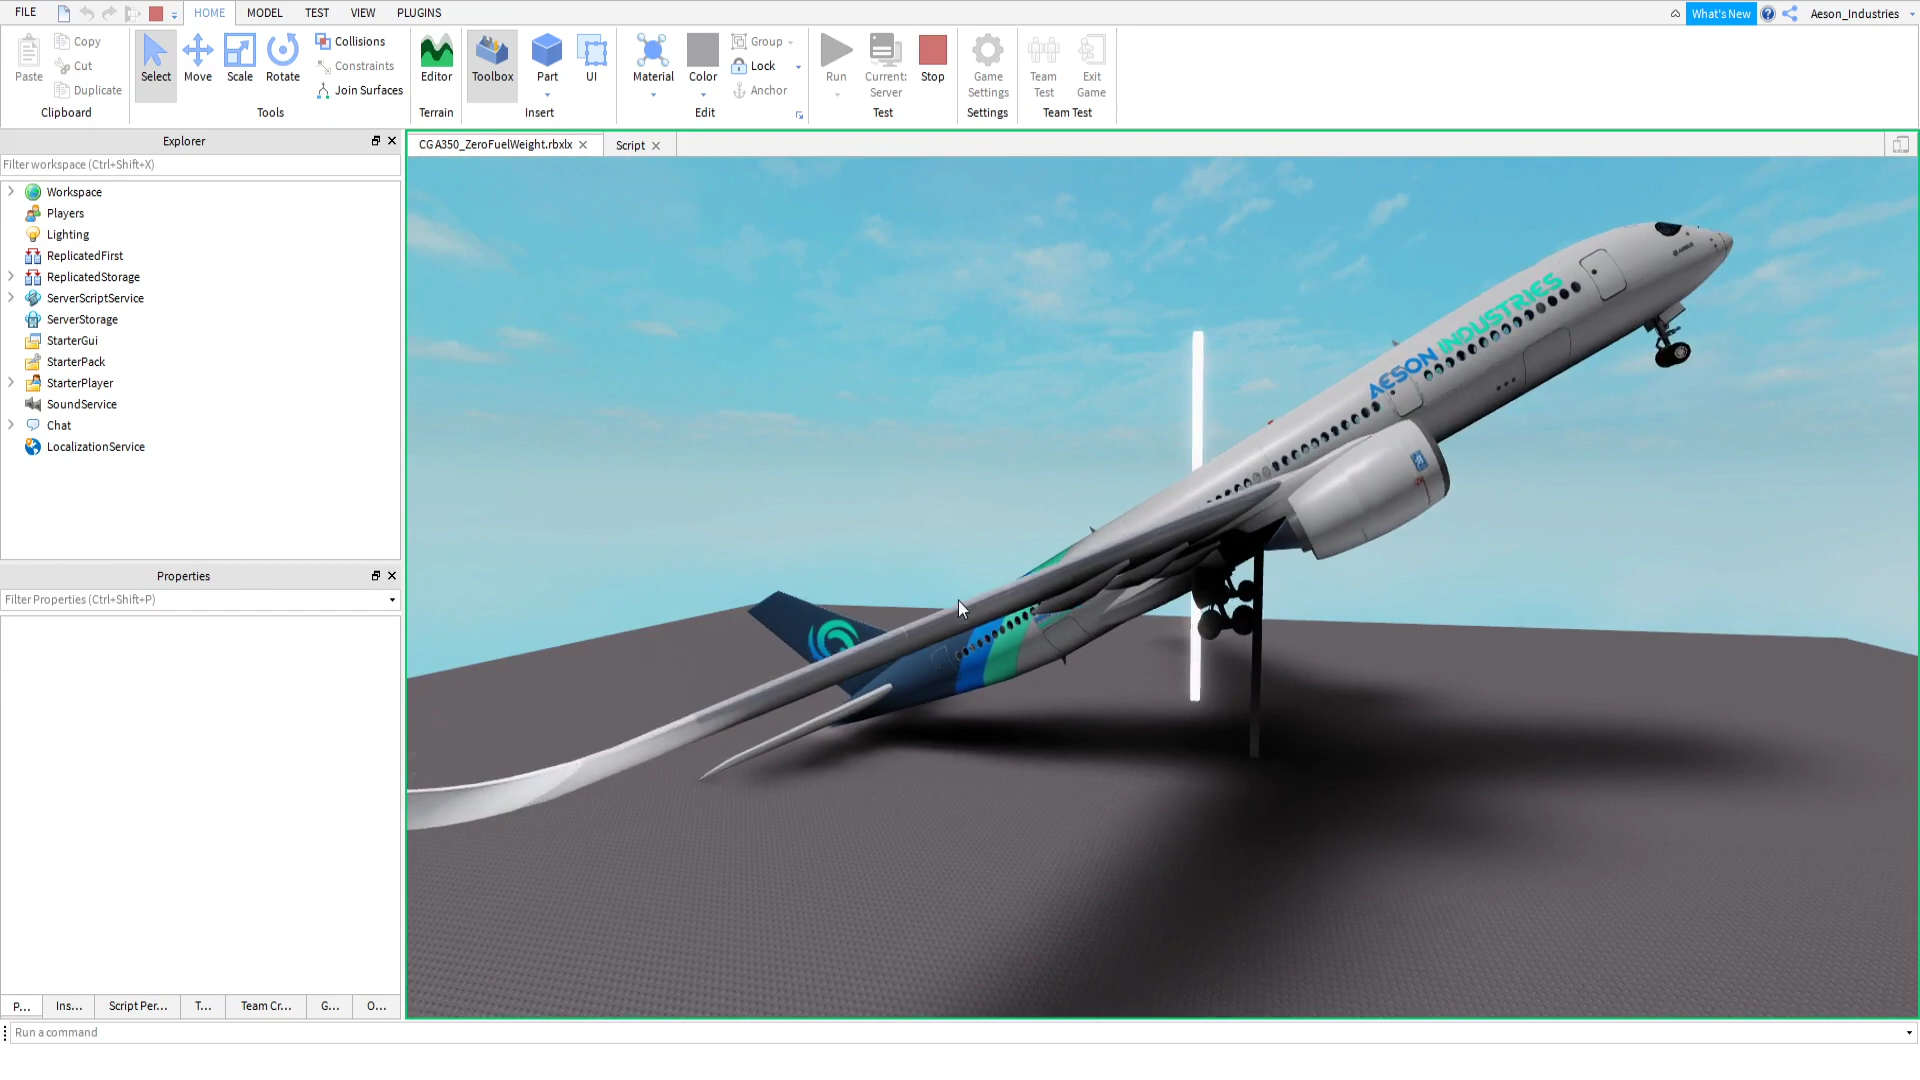 FILE
HOME
MODEL
TEST
VIEW
PLUGINS
What's New
Aeson_Industries
Paste
Copy
Cut
Duplicate
Clipboard
Select
Move
Scale
Rotate
Collisions
Constraints
Join Surfaces
Tools
Editor
Terrain
Toolbox
Part
UI
Insert
Material
Color
Group
Lock
Anchor
Edit
Run
Current:
Server
Stop
Test
Game
Settings
Settings
Team
Test
Exit
Game
Team Test
Explorer
Filter workspace (Ctrl+Shift+X)
Workspace
Players
Lighting
ReplicatedFirst
ReplicatedStorage
ServerScriptService
ServerStorage
StarterGui
StarterPack
StarterPlayer
SoundService
Chat
LocalizationService
Properties
Filter Properties (Ctrl+Shift+P)
P...
Ins...
Script Per...
T...
Team Cr...
G...
O...
Run a command
CG A350_ZeroFuelWeight.rbxlx
Script
AESON INDUSTRIES